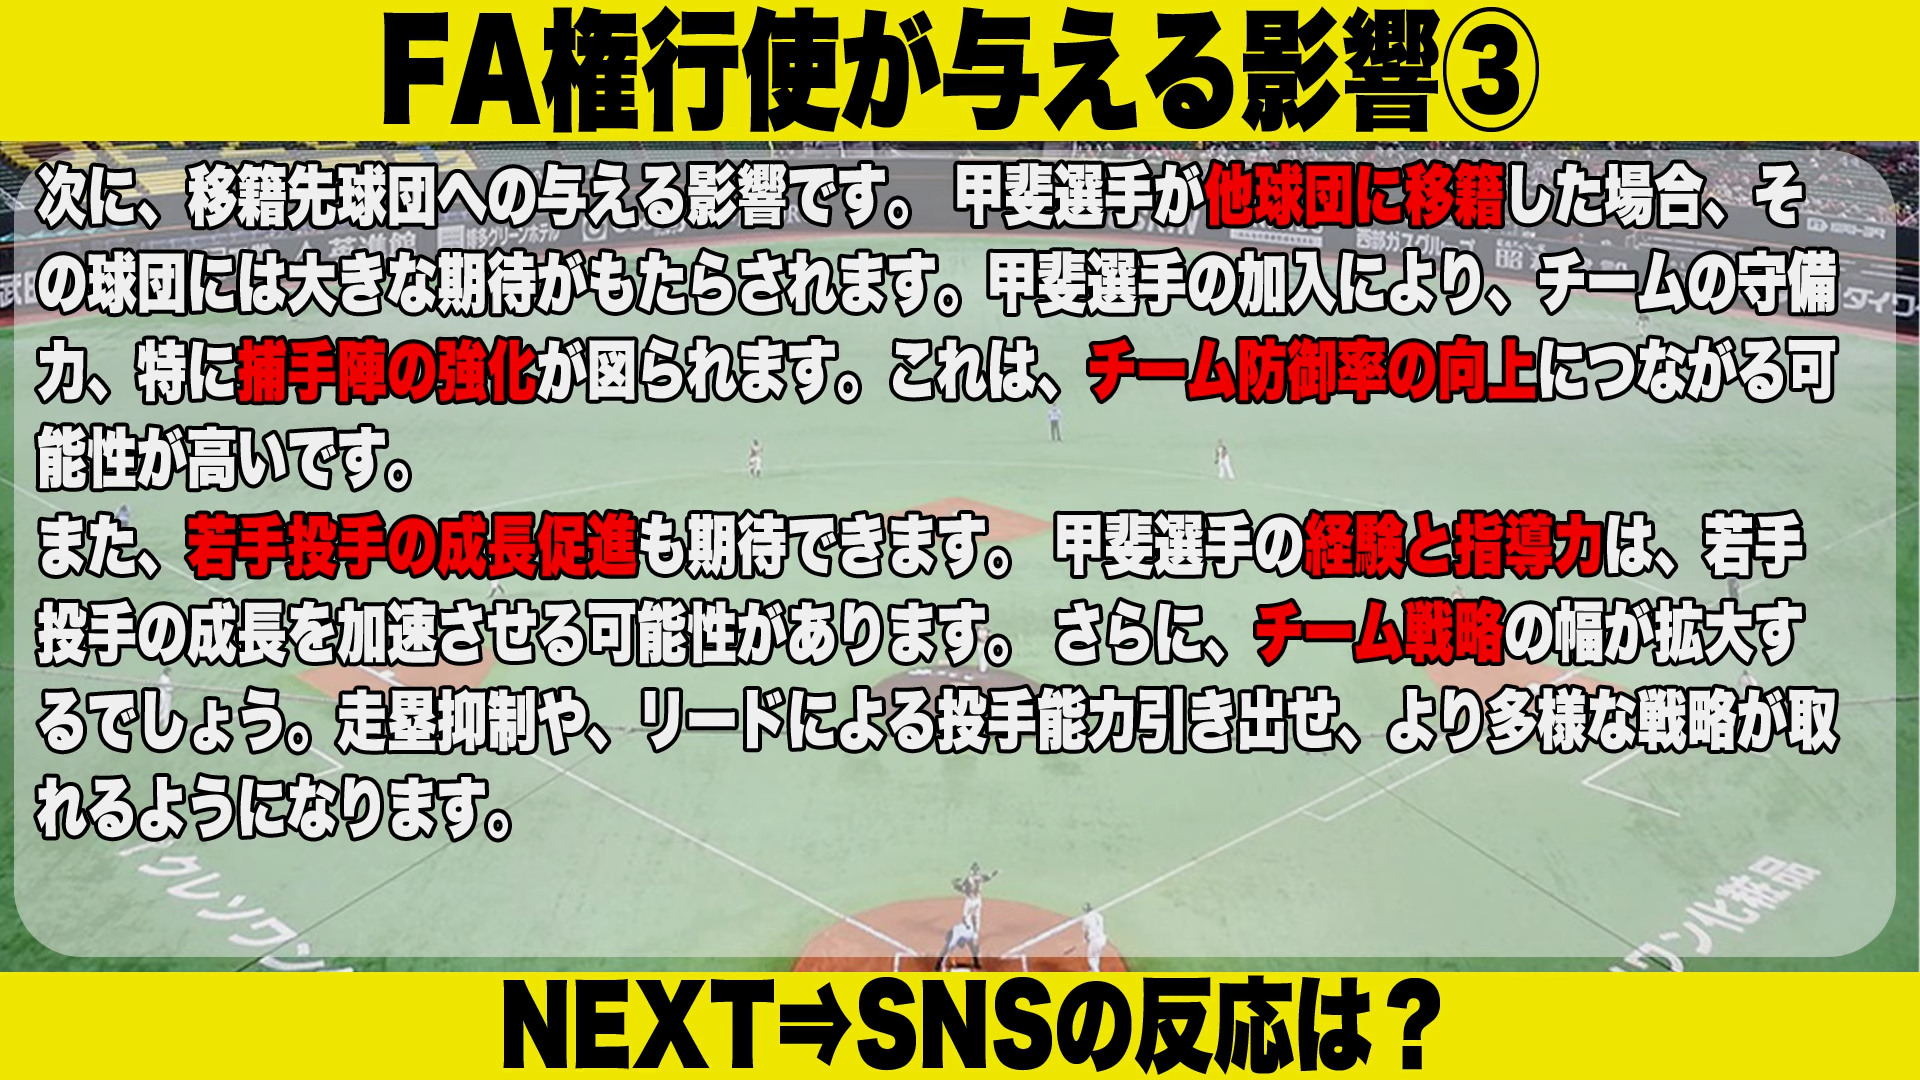 FA権行使が与える影響③
次に、移籍先球団への与える影響です。 甲斐選手が他球団に移籍した場合、そ
の球団には大きな期待がもたらされます。甲斐選手の加入により、チームの守備
力、特に捕手陣の強化が図られます。これは、チーム防御率の向上につながる可
能性が高いです。
また、若手投手の成長促進も期待できます。 甲斐選手の経験と指導力は、若手
投手の成長を加速させる可能性があります。 さらに、チーム戦略の幅が拡大す
るでしょう。走塁抑制や、リードによる投手能力引き出せ、より多様な戦略が取
れるようになります。
クレソワン
ワン化粧品
NEXT⇒SNSの反応は？